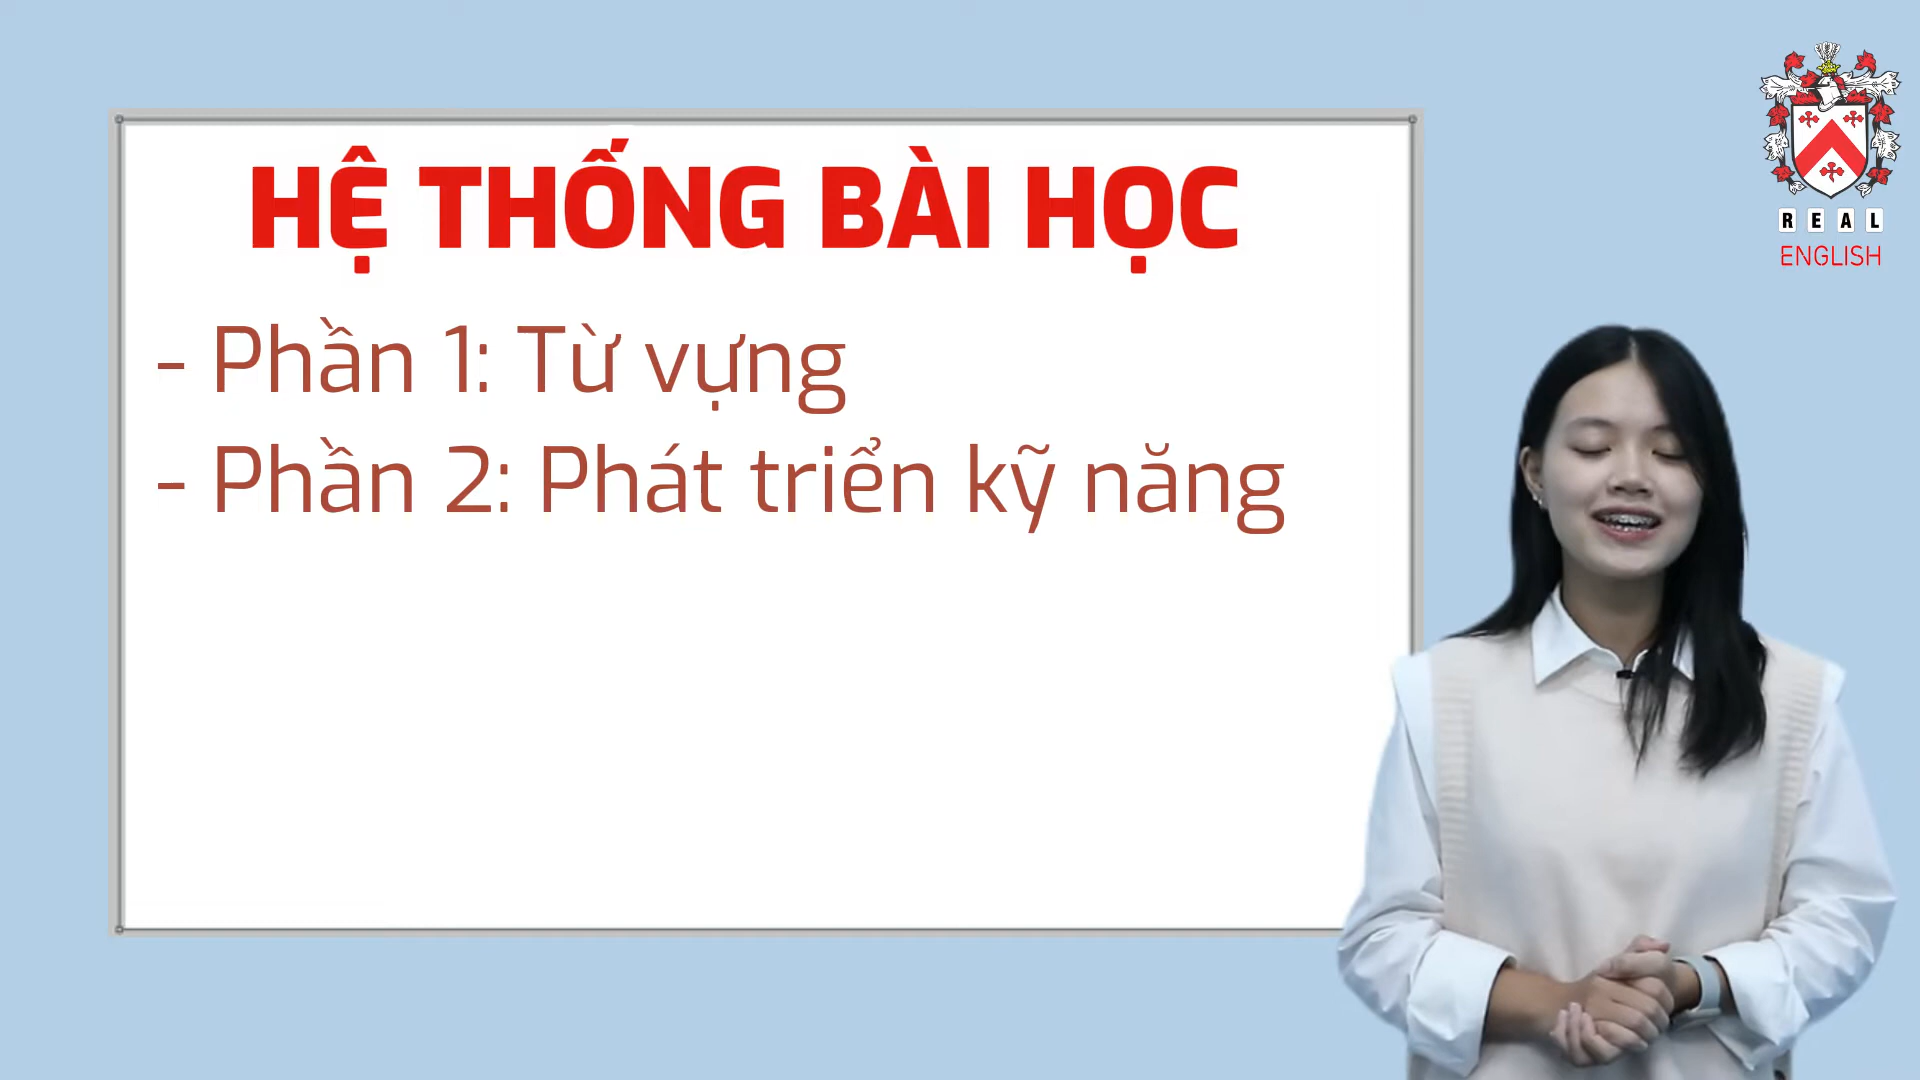 HỆ THỐNG BÀI HỌC
- Phần 1: Từ vựng
- Phần 2: Phát triển kỹ năng
REAL
ENGLISH